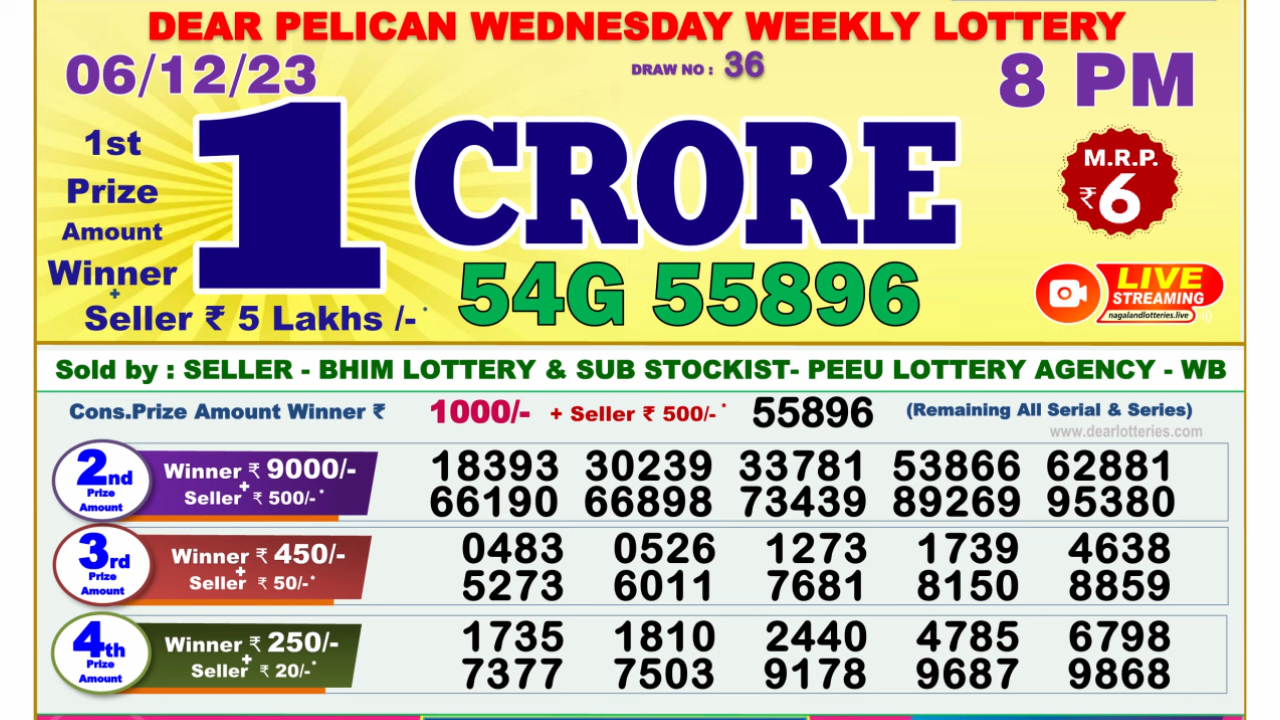 DEAR PELICAN WEDNESDAY WEEKLY LOTTERY
06/12/23
DRAW NO : 36
8 PM
1st
Prize
Amount
Winner
+
Seller ₹ 5 Lakhs /-*
1 CRORE
54G 55896
M.R.P.
₹6
LIVE
STREAMING
nagalandlotteries.live
Sold by : SELLER - BHIM LOTTERY & SUB STOCKIST- PEEU LOTTERY AGENCY - WB
Cons.Prize Amount Winner ₹ 1000/- + Seller ₹ 500/-* 55896 (Remaining All Serial & Series)
www.dearlotteries.com
2nd
Prize
Amount
Winner ₹ 9000/-
+
Seller ₹ 500/-*
18393 30239 33781 53866 62881
66190 66898 73439 89269 95380
3rd
Prize
Amount
Winner ₹ 450/-
+
Seller ₹ 50/-*
0483 0526 1273 1739 4638
5273 6011 7681 8150 8859
4th
Prize
Amount
Winner ₹ 250/-
+
Seller ₹ 20/-*
1735 1810 2440 4785 6798
7377 7503 9178 9687 9868